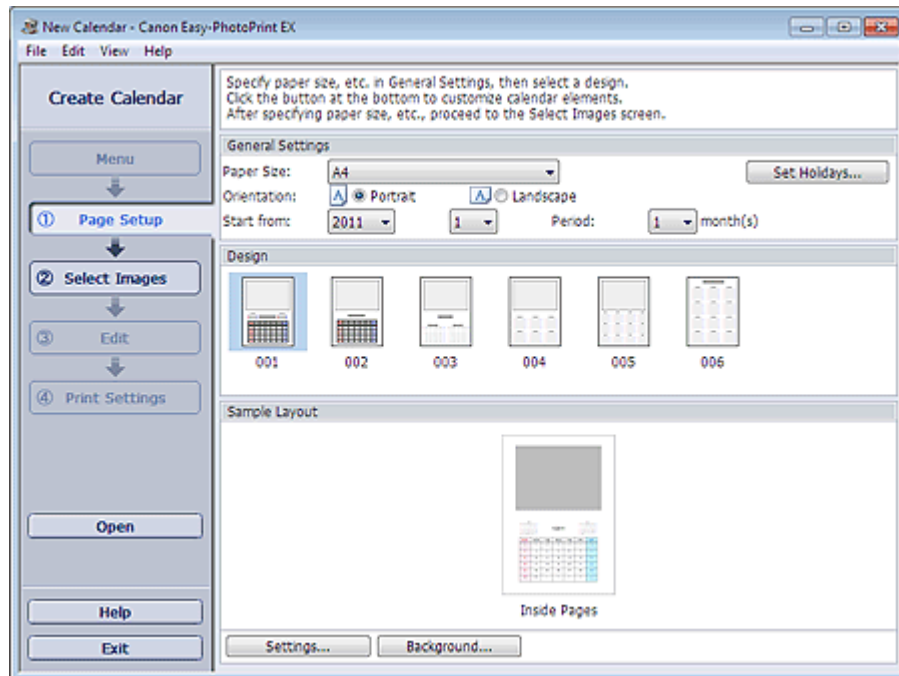 New Calendar - Canon Easy-PhotoPrint EX
File Edit View Help
Create Calendar
Menu
① Page Setup
② Select Images
③ Edit
④ Print Settings
Open
Help
Exit
Specify paper size, etc. in General Settings, then select a design.
Click the button at the bottom to customize calendar elements.
After specifying paper size, etc., proceed to the Select Images screen.
General Settings
Paper Size: A4 Set Holidays...
Orientation: A Portrait A Landscape
Start from: 2011 1 Period: 1 month(s)
Design
001 002 003 004 005 006
Sample Layout
Inside Pages
Settings... Background...